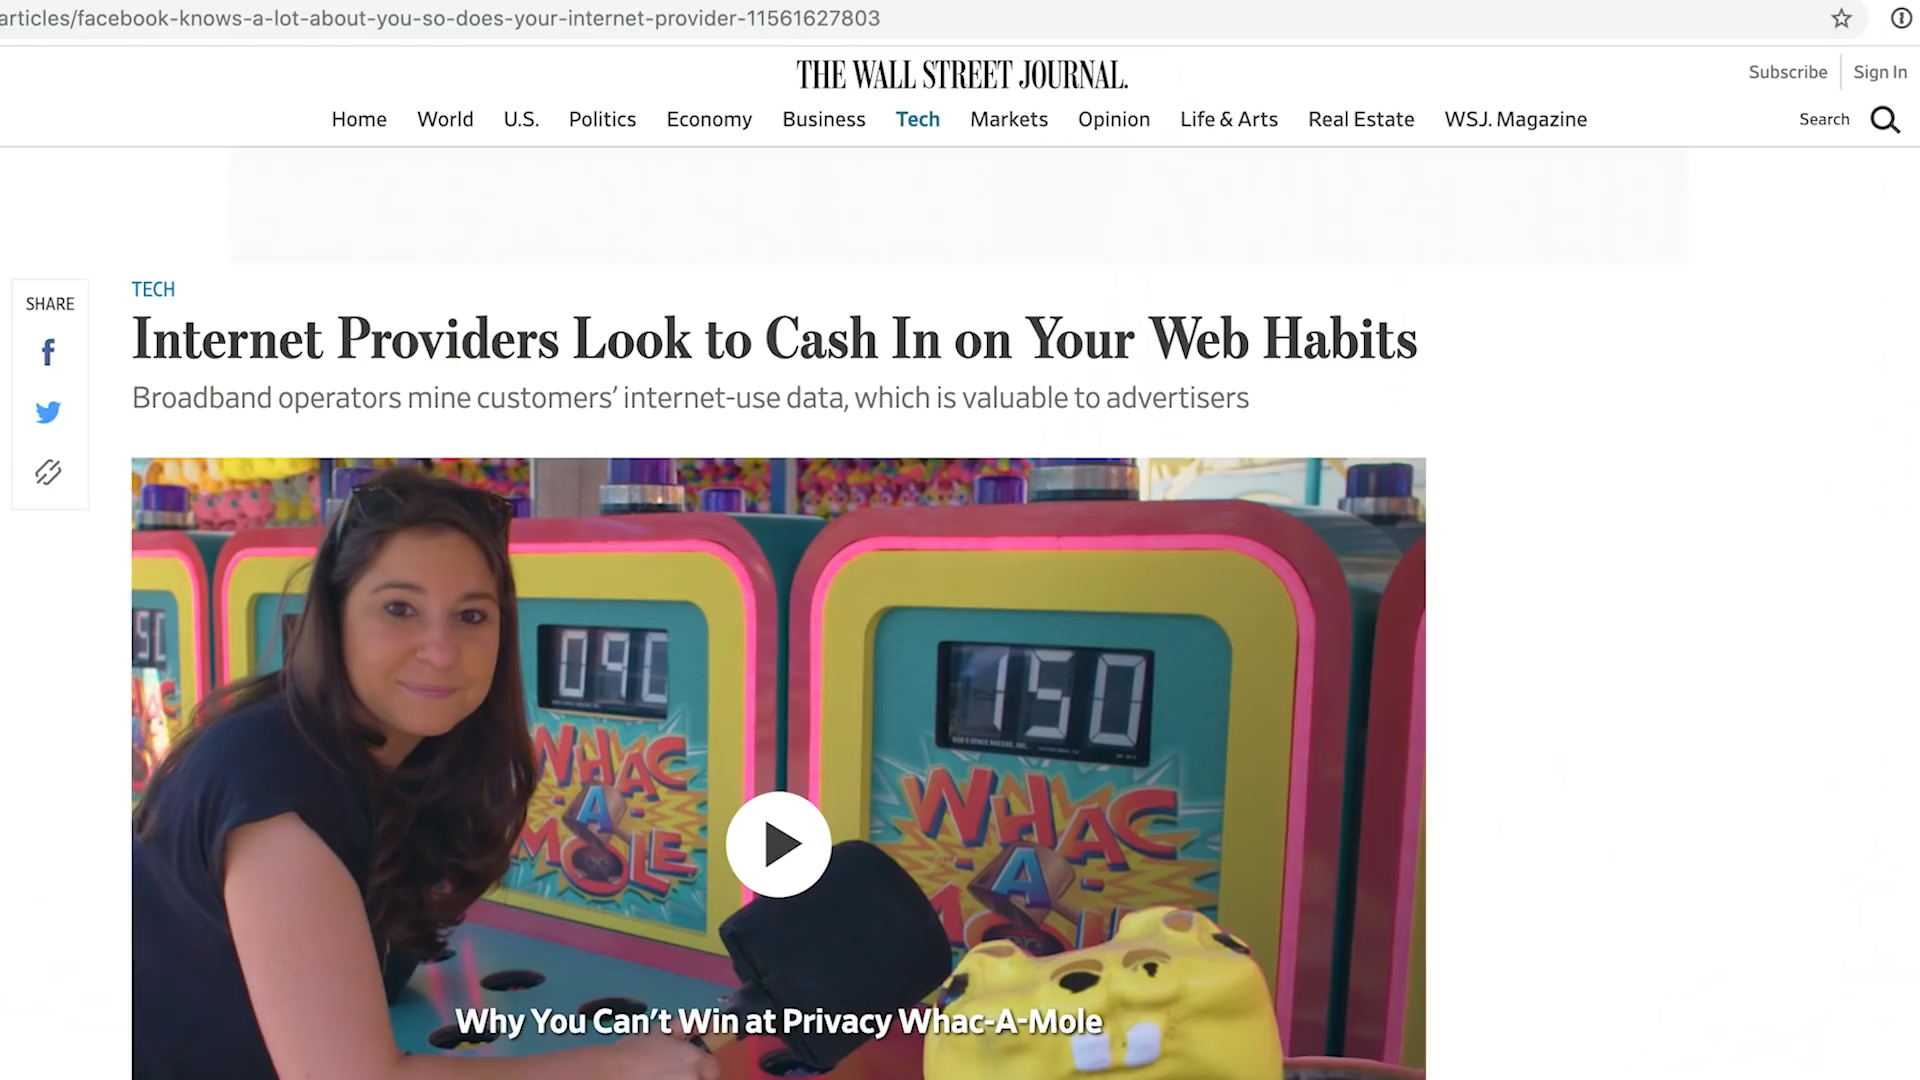 articles/facebook-knows-a-lot-about-you-so-does-your-internet-provider-11561627803
THE WALL STREET JOURNAL.
Subscribe
Sign In
Home World U.S. Politics Economy Business Tech Markets Opinion Life & Arts Real Estate WSJ. Magazine
Search
SHARE
TECH
Internet Providers Look to Cash In on Your Web Habits
Broadband operators mine customers’ internet-use data, which is valuable to advertisers
090
150
WHAC
A
MOLE
WHAC
-A-
Why You Can’t Win at Privacy Whac-A-Mole